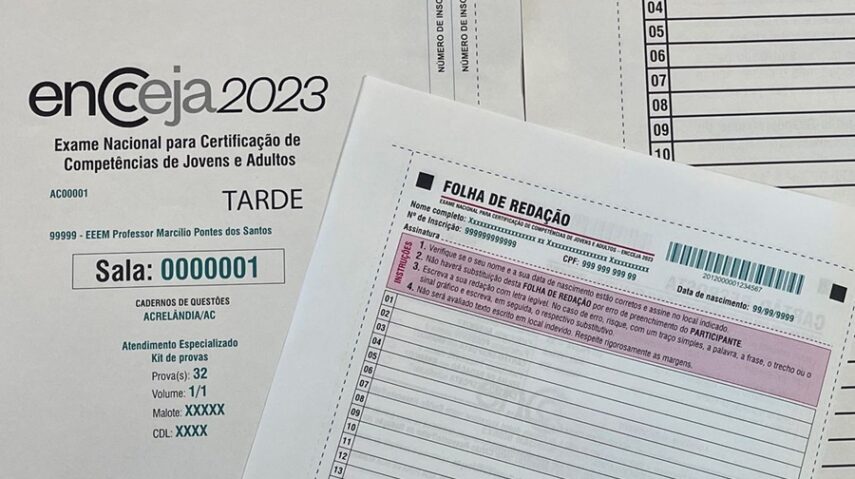 encceja2023
Exame Nacional para Certificação de
Competências de Jovens e Adultos
AC00001
TARDE
99999 - EEEM Professor Marcílio Pontes dos Santos
Sala: 0000001
CADERNOS DE QUESTÕES
ACRELÂNDIA/AC
Atendimento Especializado
Kit de provas
Prova(s): 32
Volume: 1/1
Malote: XXXXX
CDL: XXXX
NÚMERO DE INSC
NÚMERO DE INSC
04
05
06
07
08
09
10
FOLHA DE REDAÇÃO
EXAME NACIONAL PARA CERTIFICAÇÃO DE COMPETÊNCIAS DE JOVENS E ADULTOS - ENCCEJA 2023
Nome completo:
Nº de Inscrição: 999999999999
CPF: 999 999 999 99
Assinatura
2012000001234567
Data de nascimento: 99/99/9999
INSTRUÇÕES
1. Verifique se o seu nome e a sua data de nascimento estão corretos e assine no local indicado.
2. Não haverá substituição desta FOLHA DE REDAÇÃO por erro de preenchimento do PARTICIPANTE.
3. Escreva a sua redação com letra legível. No caso de erro, risque, com um traço simples, a palavra, a frase, o trecho ou o
sinal gráfico e escreva, em seguida, o respectivo substitutivo.
4. Não será avaliado texto escrito em local indevido. Respeite rigorosamente as margens.
01
02
03
04
05
06
07
08
09
10
11
12
13